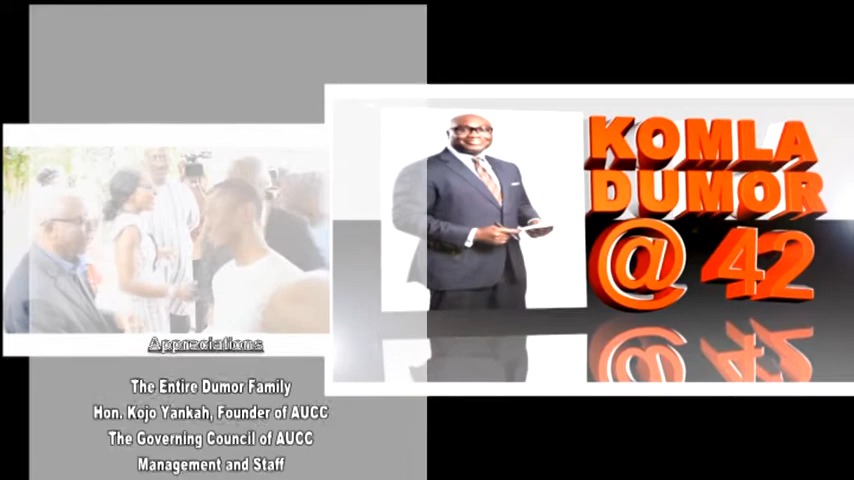 KOMLA
DUMOR
@ 42
Appreciations
The Entire Dumor Family
Hon. Kojo Yankah, Founder of AUCC
The Governing Council of AUCC
Management and Staff